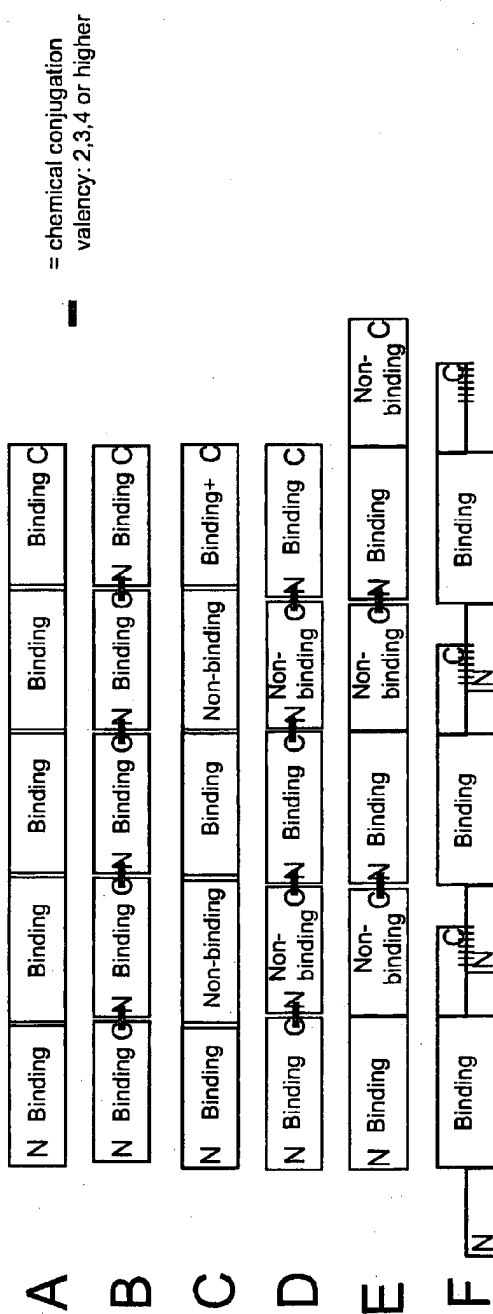 = chemical conjugation
valency: 2,3,4 or higher
A N Binding Binding Binding Binding Binding C
B N Binding C N Binding C N Binding C N Binding C N Binding C
C N Binding Non-binding Binding Non-binding Binding+ C
D N Binding C N Non-
binding C N Binding C N Non-
binding C N Binding C
E N Binding Non-
binding C N Binding Non-
binding C N Binding Non-
binding C
F N Binding C N Binding C N Binding C